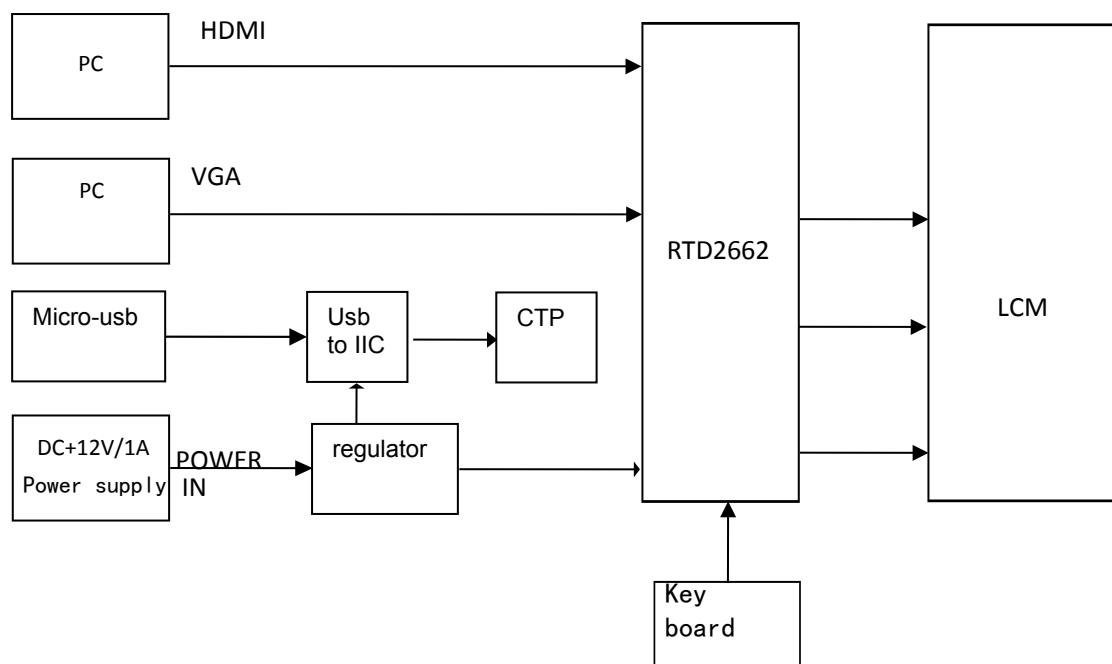 HDMI
PC
VGA
PC
RTD2662
LCM
Micro-usb
Usb
to IIC
CTP
DC+12V/1A
Power supply
POWER
IN
regulator
Key
board